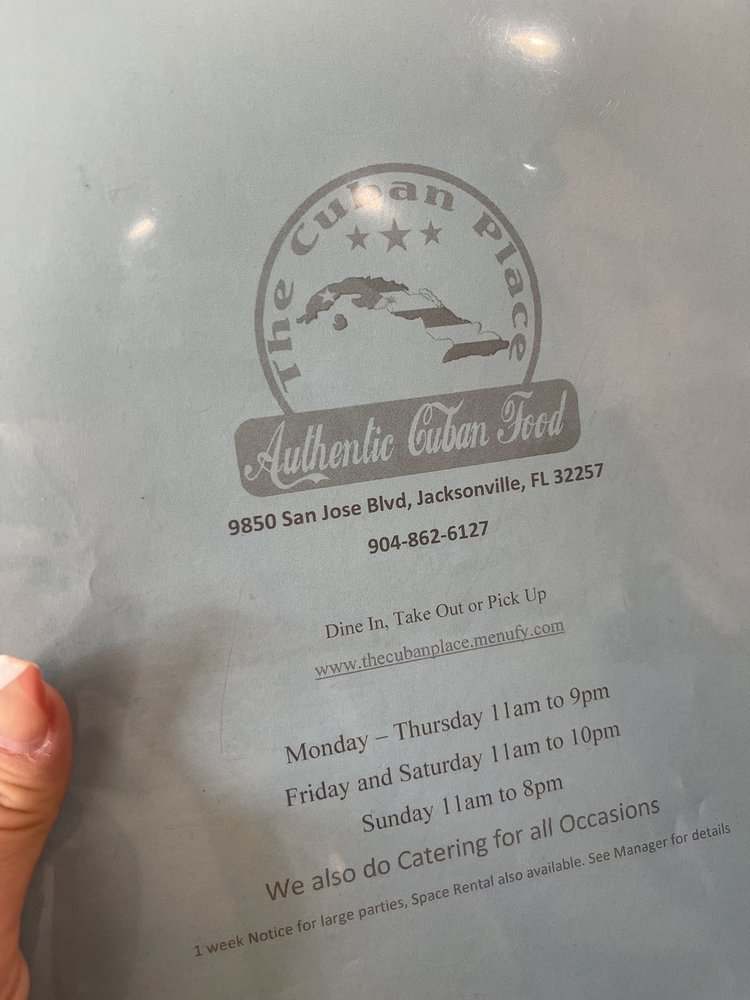 The Cuban Place
Authentic Cuban Food
9850 San Jose Blvd, Jacksonville, FL 32257
904-862-6127
Dine In, Take Out or Pick Up
www.thecubanplace.menufy.com
Monday – Thursday 11am to 9pm
Friday and Saturday 11am to 10pm
Sunday 11am to 8pm
We also do Catering for all Occasions
1 week Notice for large parties, Space Rental also available. See Manager for details